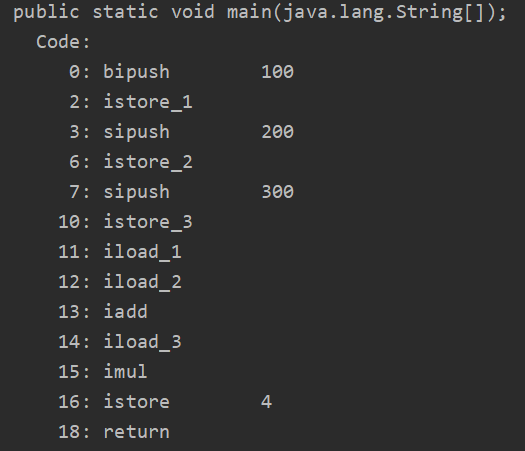 public static void main(java.lang.String[]);
Code:
0: bipush 100
2: istore_1
3: sipush 200
6: istore_2
7: sipush 300
10: istore_3
11: iload_1
12: iload_2
13: iadd
14: iload_3
15: imul
16: istore 4
18: return